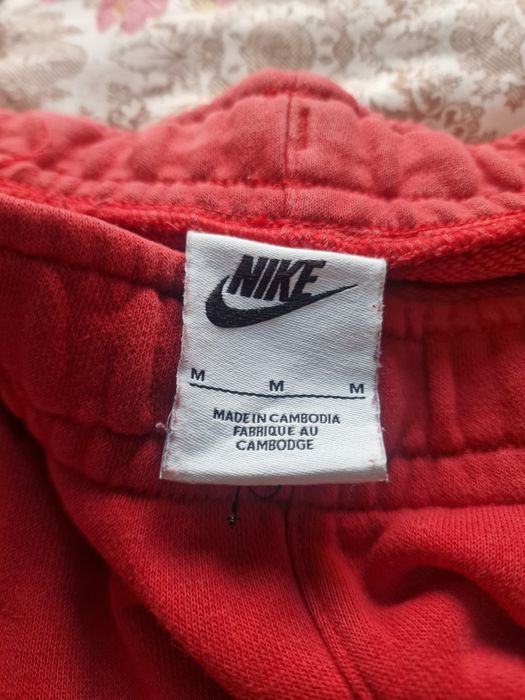 NIKE
M M M
MADE IN CAMBODIA
FABRIQUE AU
CAMBODGE